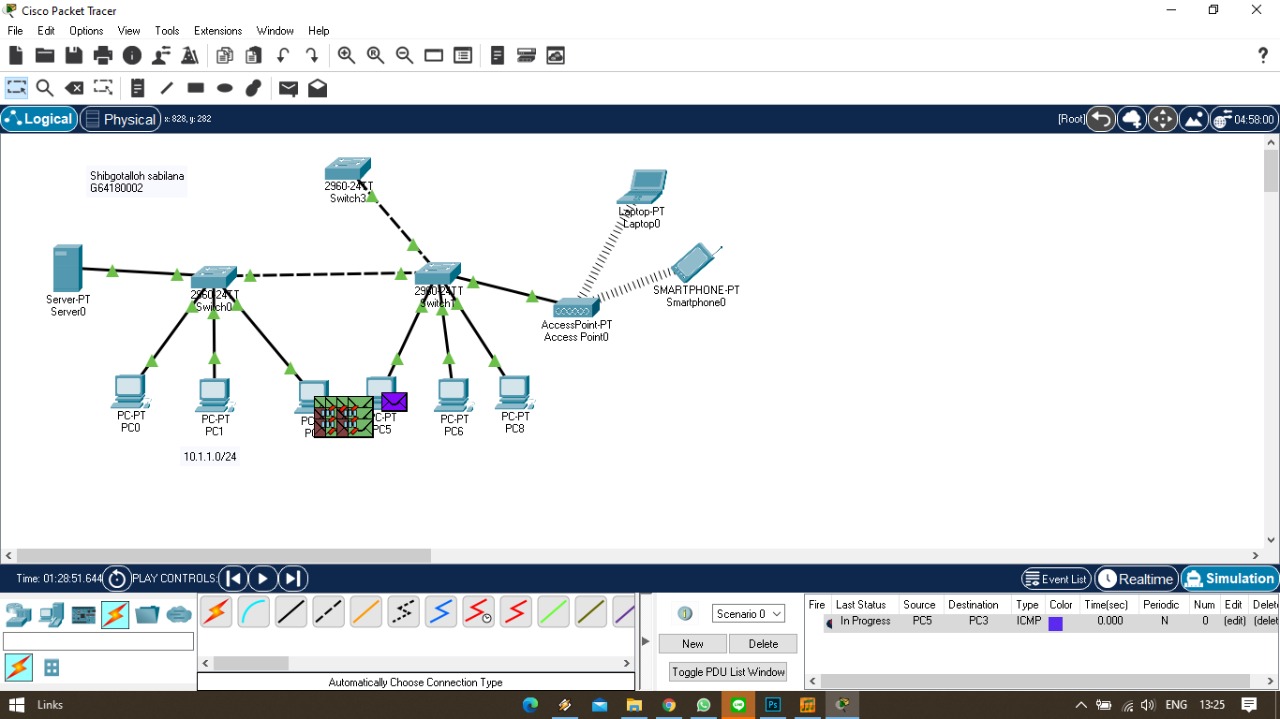 Cisco Packet Tracer
File Edit Options View Tools Extensions Window Help
Logical Physical x: 828, y: 282 [Root] 04:58:00
Shibgotalloh sabilana
G64180002
2960-24TT
Switch3
Laptop-PT
Laptop0
Server-PT
Server0
2960-24TT
Switch0
2960-24TT
Switch1
SMARTPHONE-PT
Smartphone0
AccessPoint-PT
Access Point0
PC-PT
PC0
PC-PT
PC1
PC-PT
PC5
PC-PT
PC6
PC-PT
PC8
10.1.1.0/24
Time: 01:28:51.644 PLAY CONTROLS: Event List Realtime Simulation
Scenario 0
New Delete
Toggle PDU List Window
Fire Last Status Source Destination Type Color Time(sec) Periodic Num Edit Delete
In Progress PC5 PC3 ICMP 0.000 N 0 (edit) (delet
Automatically Choose Connection Type
Links ENG 13:25